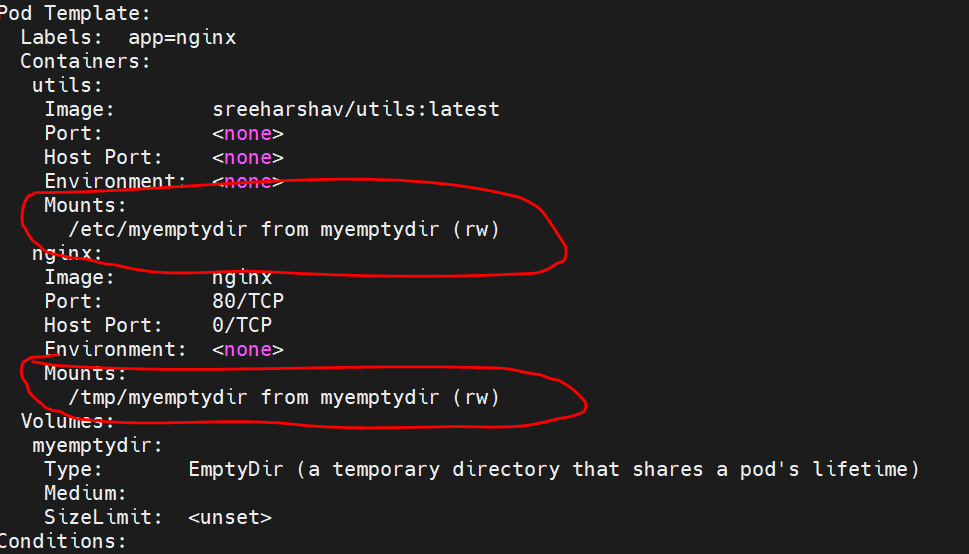 Pod Template:
  Labels:  app=nginx
  Containers:
   utils:
    Image:        sreeharshav/utils:latest
    Port:         <none>
    Host Port:    <none>
    Environment:  <none>
    Mounts:
      /etc/myemptydir from myemptydir (rw)
   nginx:
    Image:        nginx
    Port:         80/TCP
    Host Port:    0/TCP
    Environment:  <none>
    Mounts:
      /tmp/myemptydir from myemptydir (rw)
  Volumes:
   myemptydir:
    Type:       EmptyDir (a temporary directory that shares a pod's lifetime)
    Medium:
    SizeLimit:  <unset>
Conditions: